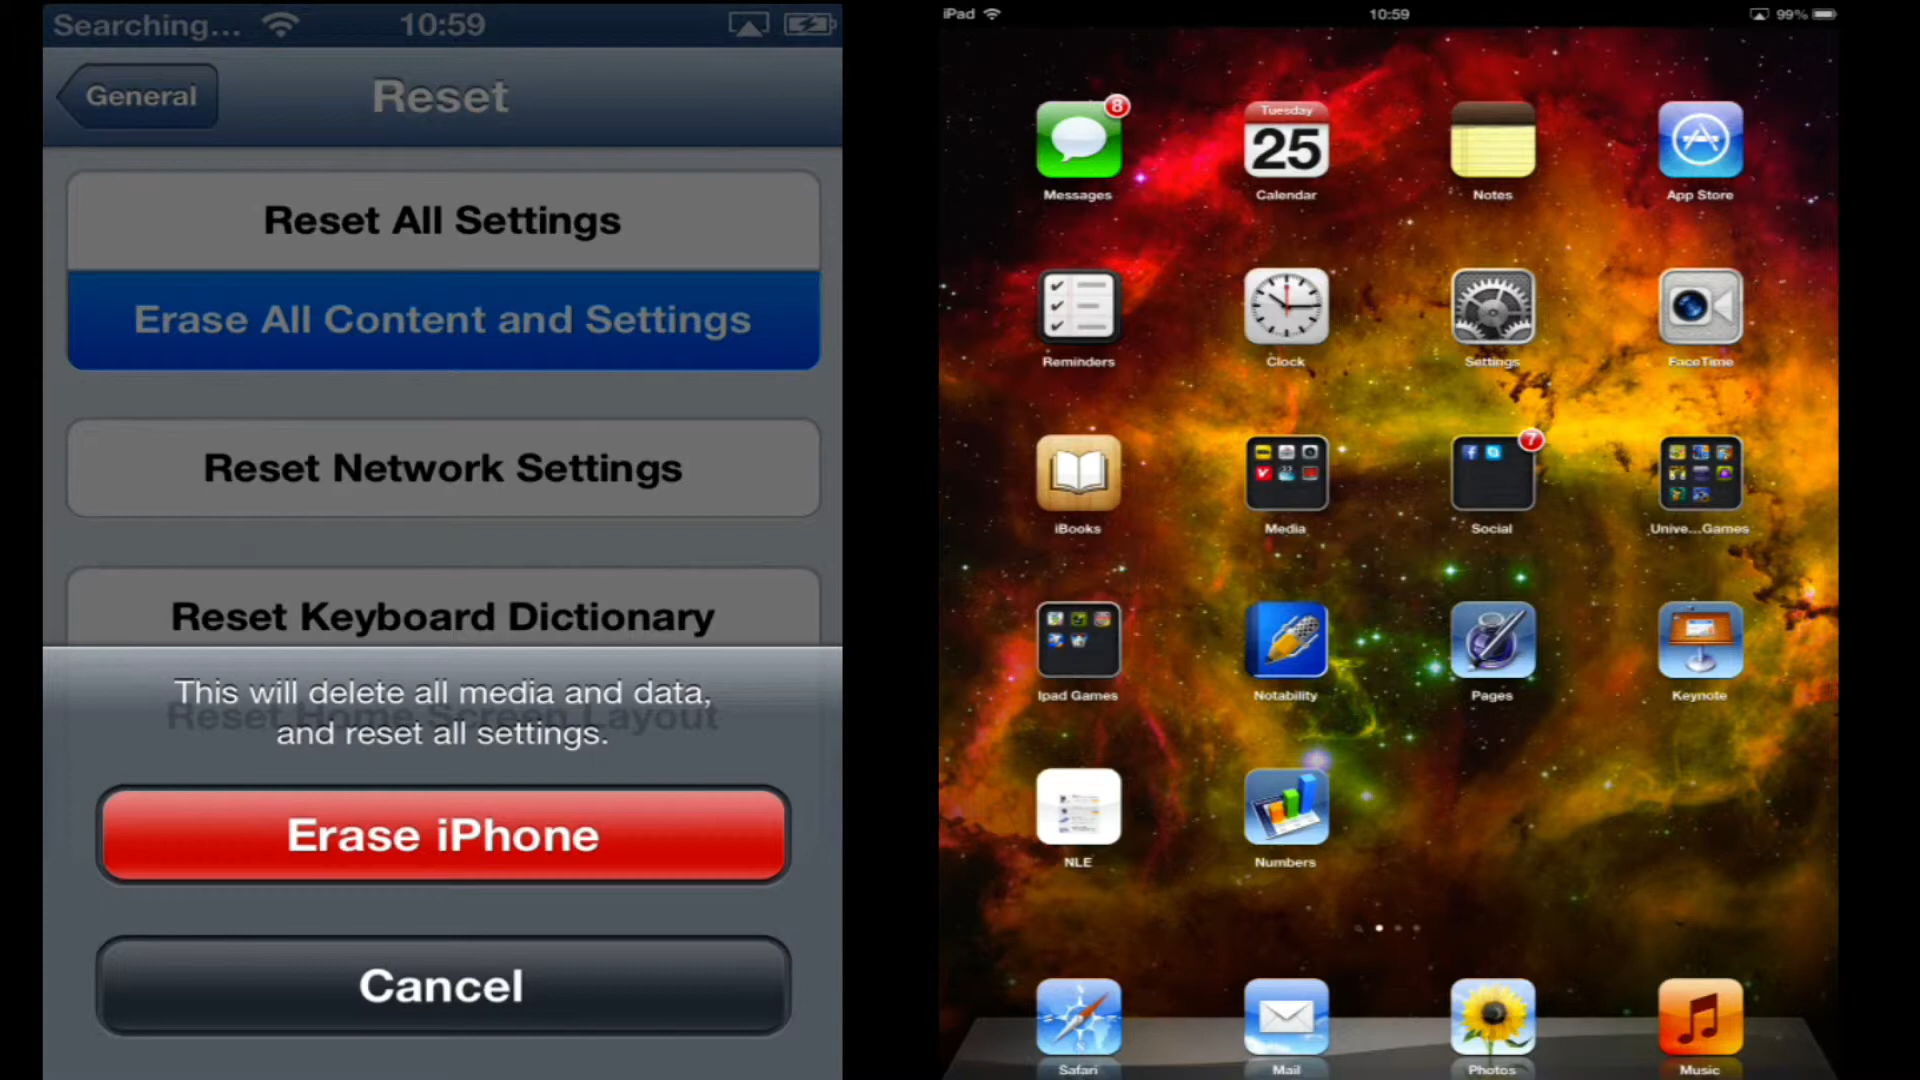 Searching... 10:59
General
Reset
Reset All Settings
Erase All Content and Settings
Reset Network Settings
Reset Keyboard Dictionary
Reset Home Screen Layout
This will delete all media and data,
and reset all settings.
Erase iPhone
Cancel
iPad 10:59 99%
8
Tuesday
25
Messages Calendar Notes App Store
Reminders Clock Settings FaceTime
7
iBooks Media Social Unive...Games
Ipad Games Notability Pages Keynote
NLE Numbers
Safari Mail Photos Music